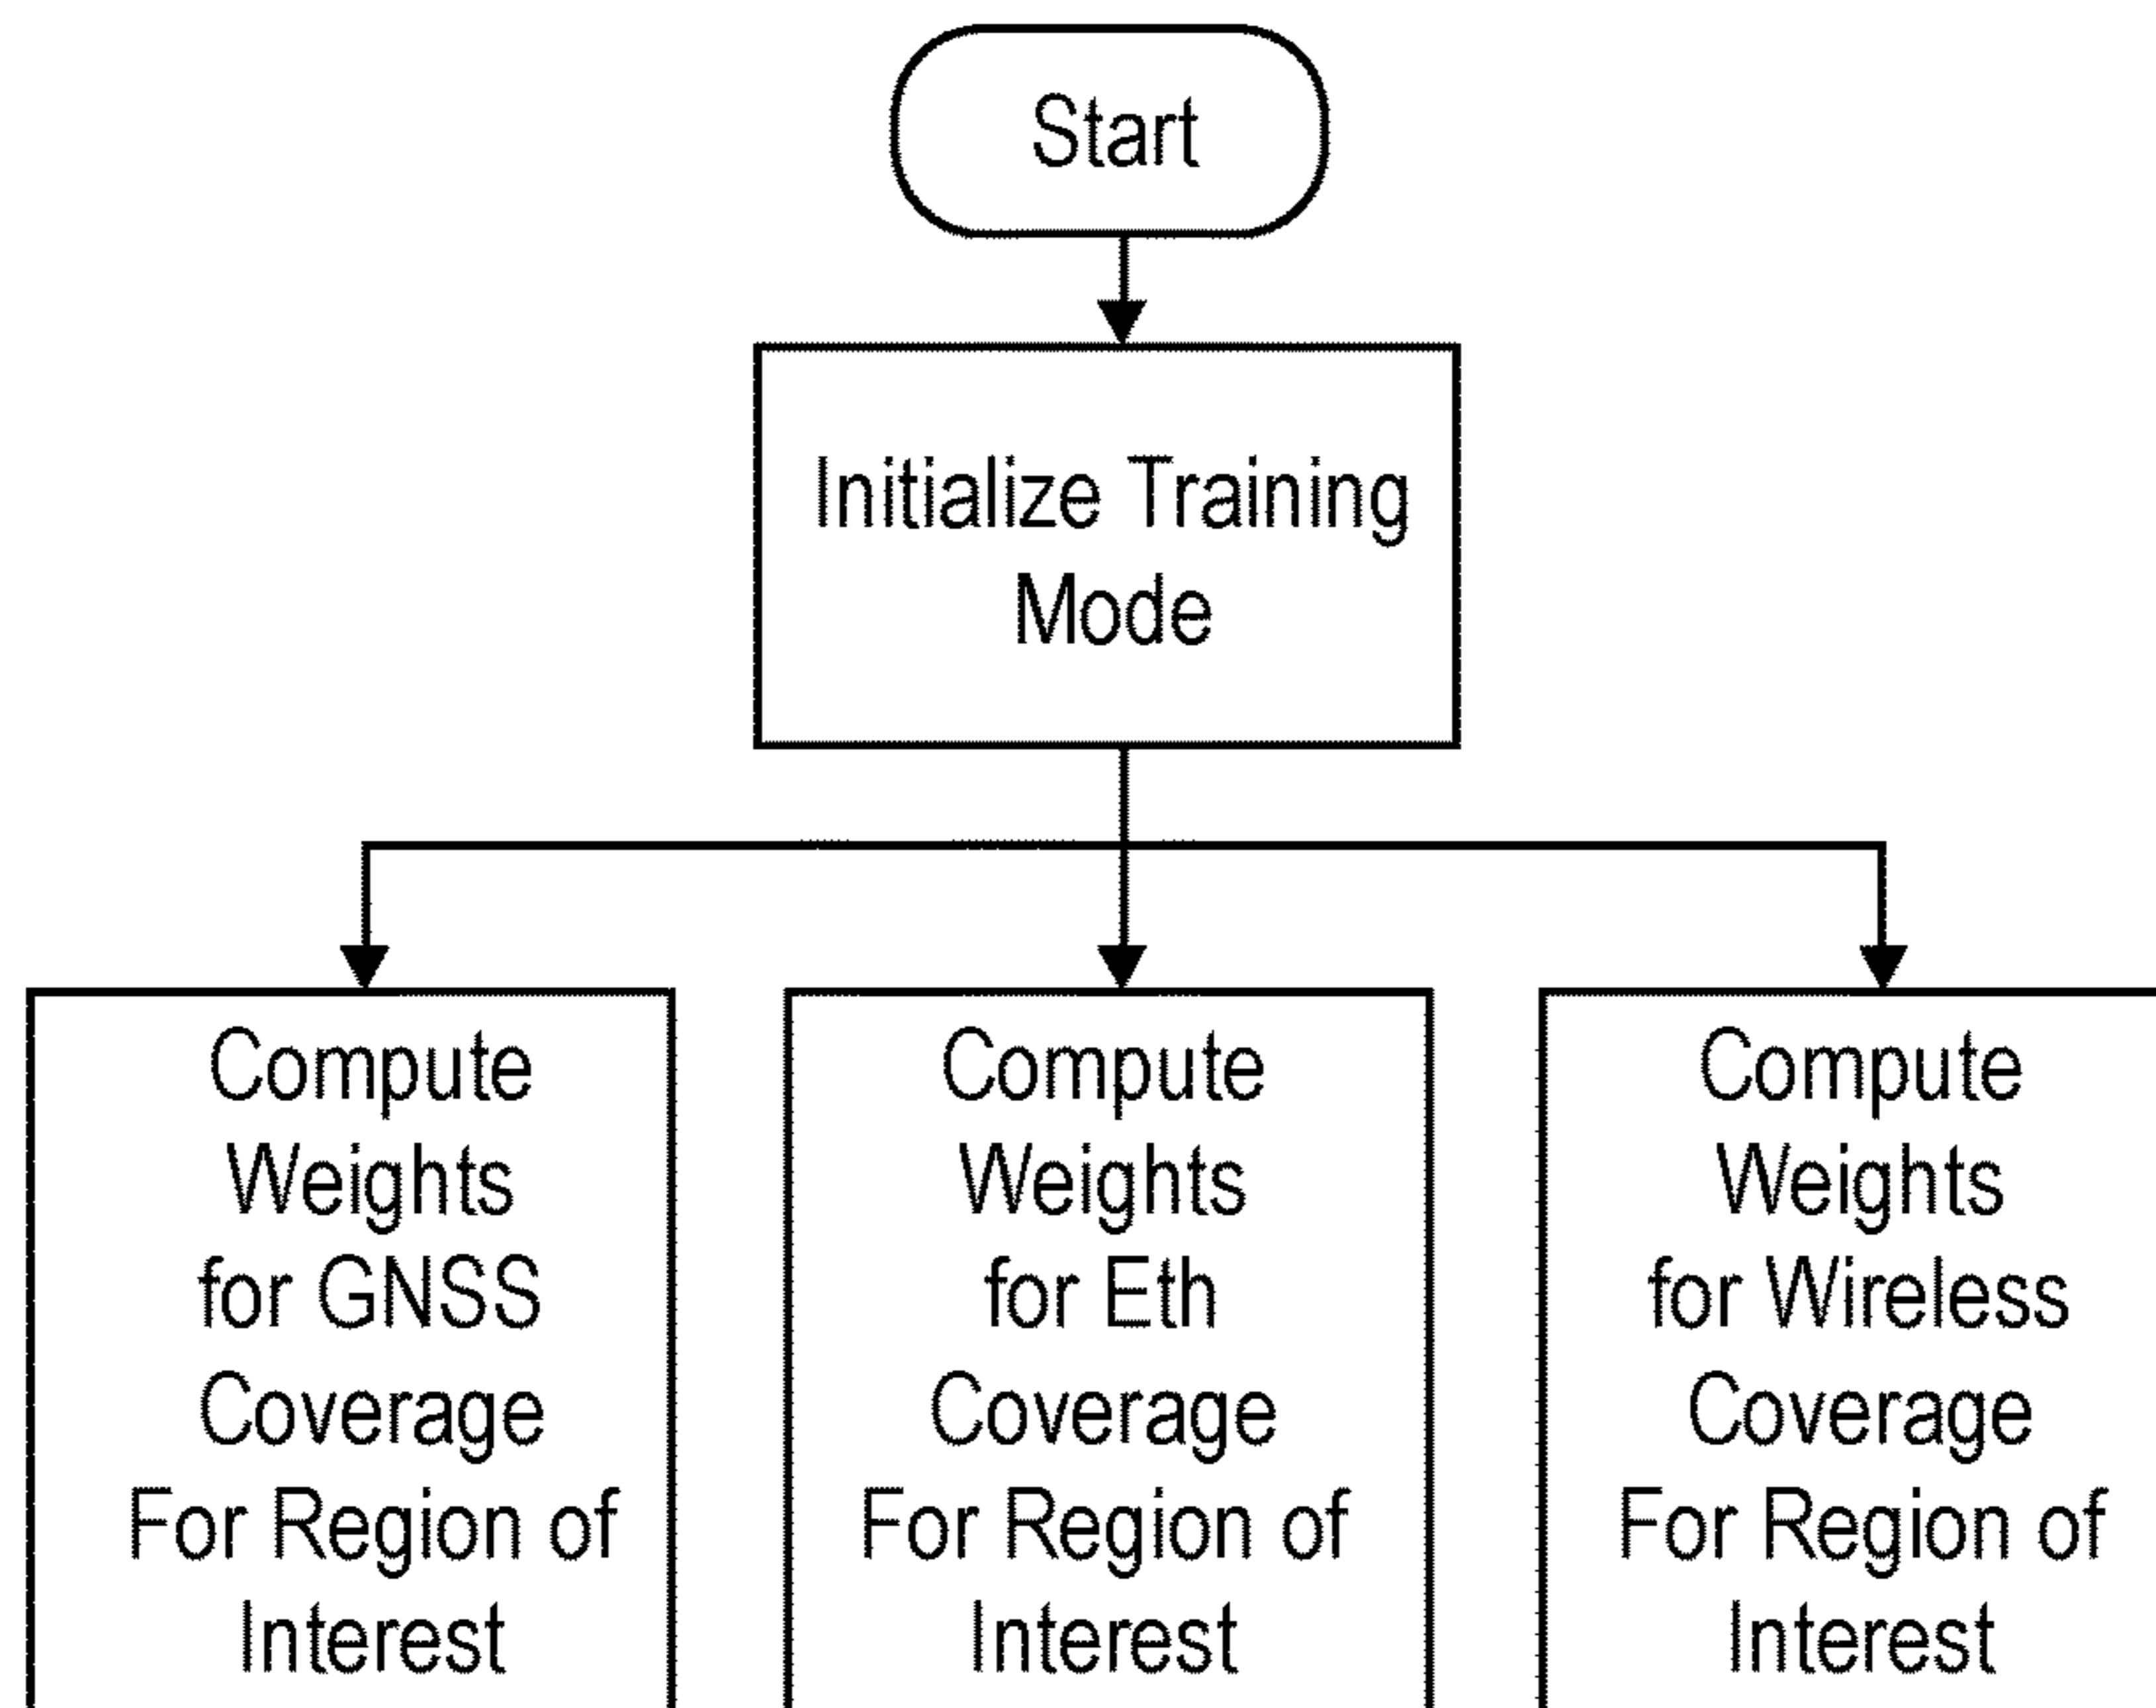 Start
Initialize Training
Mode
Compute
Weights
for GNSS
Coverage
For Region of
Interest
Compute
Weights
for Eth
Coverage
For Region of
Interest
Compute
Weights
for Wireless
Coverage
For Region of
Interest